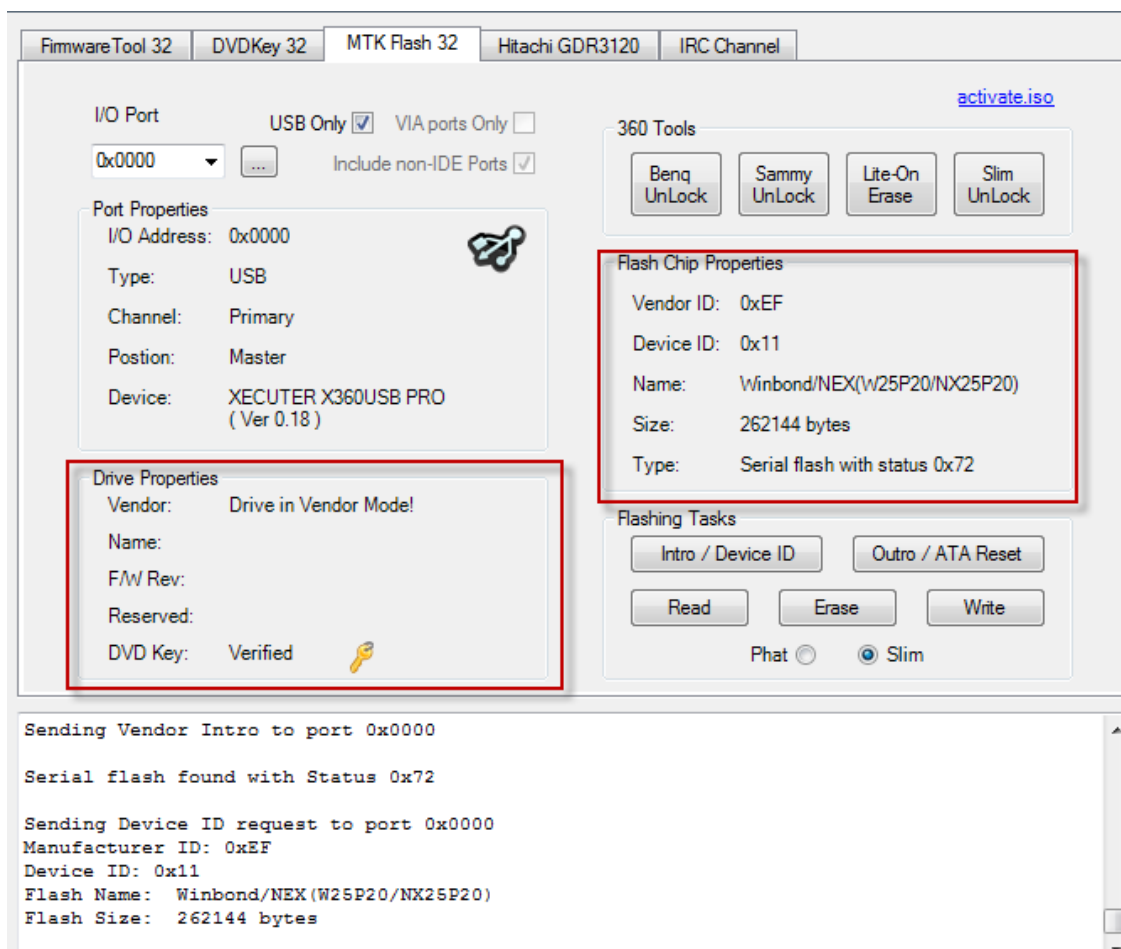 FirmwareTool 32 DVDKey 32 MTK Flash 32 Hitachi GDR3120 IRC Channel
activate.iso
I/O Port USB Only VIA ports Only
0x0000 ... Include non-IDE Ports
Port Properties
I/O Address: 0x0000
Type: USB
Channel: Primary
Postion: Master
Device: XECUTER X360USB PRO
( Ver 0.18 )
Drive Properties
Vendor: Drive in Vendor Mode!
Name:
F/W Rev:
Reserved:
DVD Key: Verified
360 Tools
Benq UnLock
Sammy UnLock
Lite-On Erase
Slim UnLock
Flash Chip Properties
Vendor ID: 0xEF
Device ID: 0x11
Name: Winbond/NEX(W25P20/NX25P20)
Size: 262144 bytes
Type: Serial flash with status 0x72
Flashing Tasks
Intro / Device ID Outro / ATA Reset
Read Erase Write
Phat Slim
Sending Vendor Intro to port 0x0000
Serial flash found with Status 0x72
Sending Device ID request to port 0x0000
Manufacturer ID: 0xEF
Device ID: 0x11
Flash Name: Winbond/NEX(W25P20/NX25P20)
Flash Size: 262144 bytes